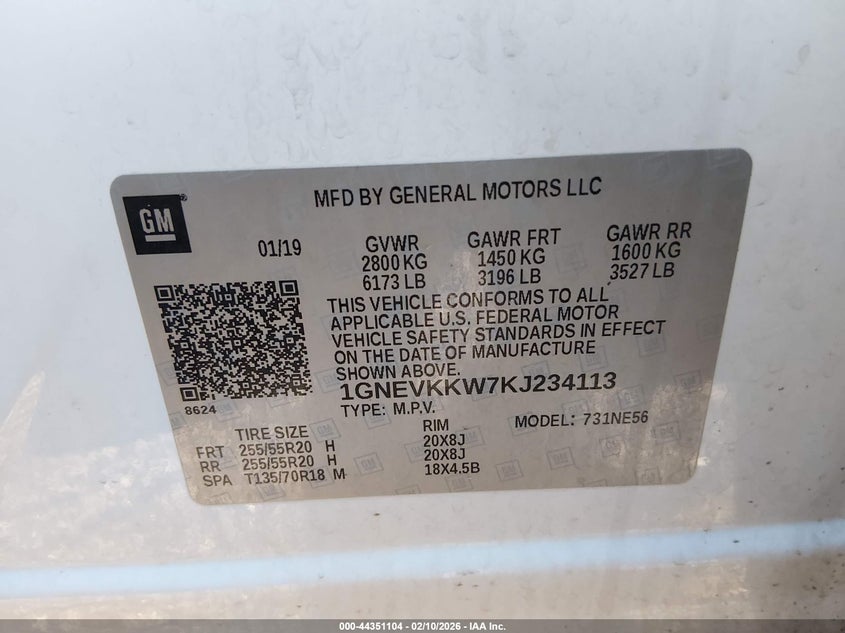 GM
MFD BY GENERAL MOTORS LLC
01/19 GVWR GAWR FRT GAWR RR
2800 KG 1450 KG 1600 KG
6173 LB 3196 LB 3527 LB
THIS VEHICLE CONFORMS TO ALL
APPLICABLE U.S. FEDERAL MOTOR
VEHICLE SAFETY STANDARDS IN EFFECT
ON THE DATE OF MANUFACTURE
SHOWN ABOVE.
8624 1GNEVKKW7KJ234113
TYPE: M.P.V. MODEL: 731NE56
TIRE SIZE RIM
FRT 255/55R20 H 20X8J
RR 255/55R20 H 20X8J
SPA T135/70R18 M 18X4.5B
000-44351104 - 02/10/2026 - IAA Inc.